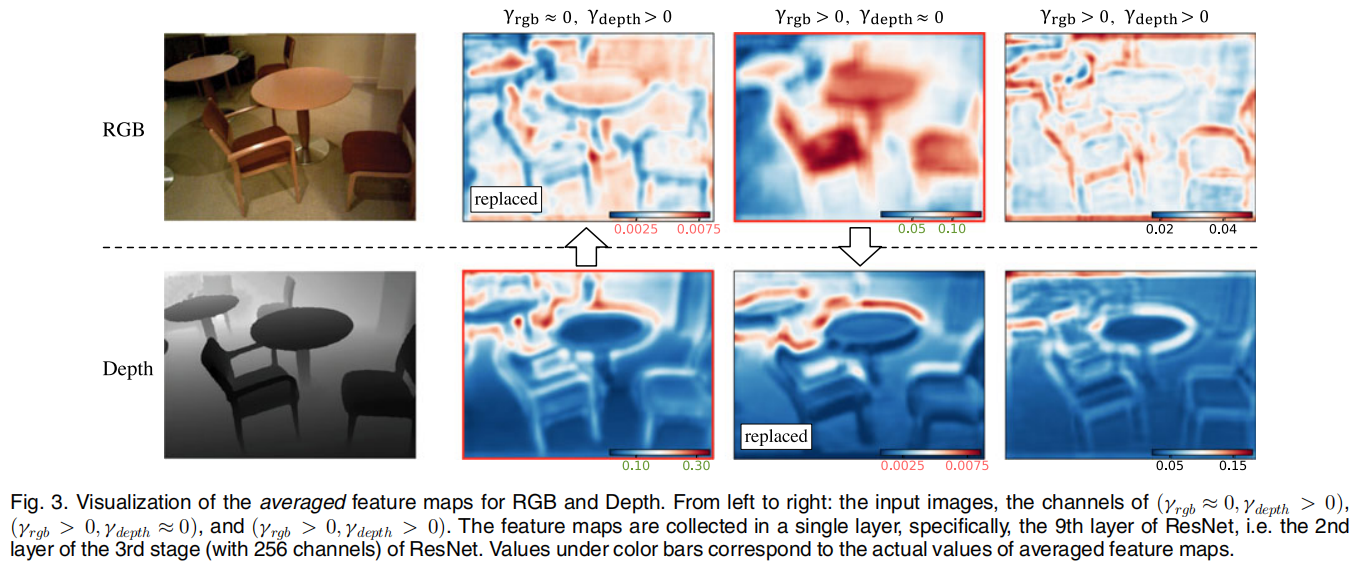 γrgb ≈ 0, γdepth > 0
γrgb > 0, γdepth ≈ 0
γrgb > 0, γdepth > 0
RGB
replaced
0.0025 0.0075
0.05 0.10
0.02 0.04
Depth
replaced
0.10 0.30
0.0025 0.0075
0.05 0.15
Fig. 3. Visualization of the averaged feature maps for RGB and Depth. From left to right: the input images, the channels of (γrgb ≈ 0, γdepth > 0),
(γrgb > 0, γdepth ≈ 0), and (γrgb > 0, γdepth > 0). The feature maps are collected in a single layer, specifically, the 9th layer of ResNet, i.e. the 2nd
layer of the 3rd stage (with 256 channels) of ResNet. Values under color bars correspond to the actual values of averaged feature maps.